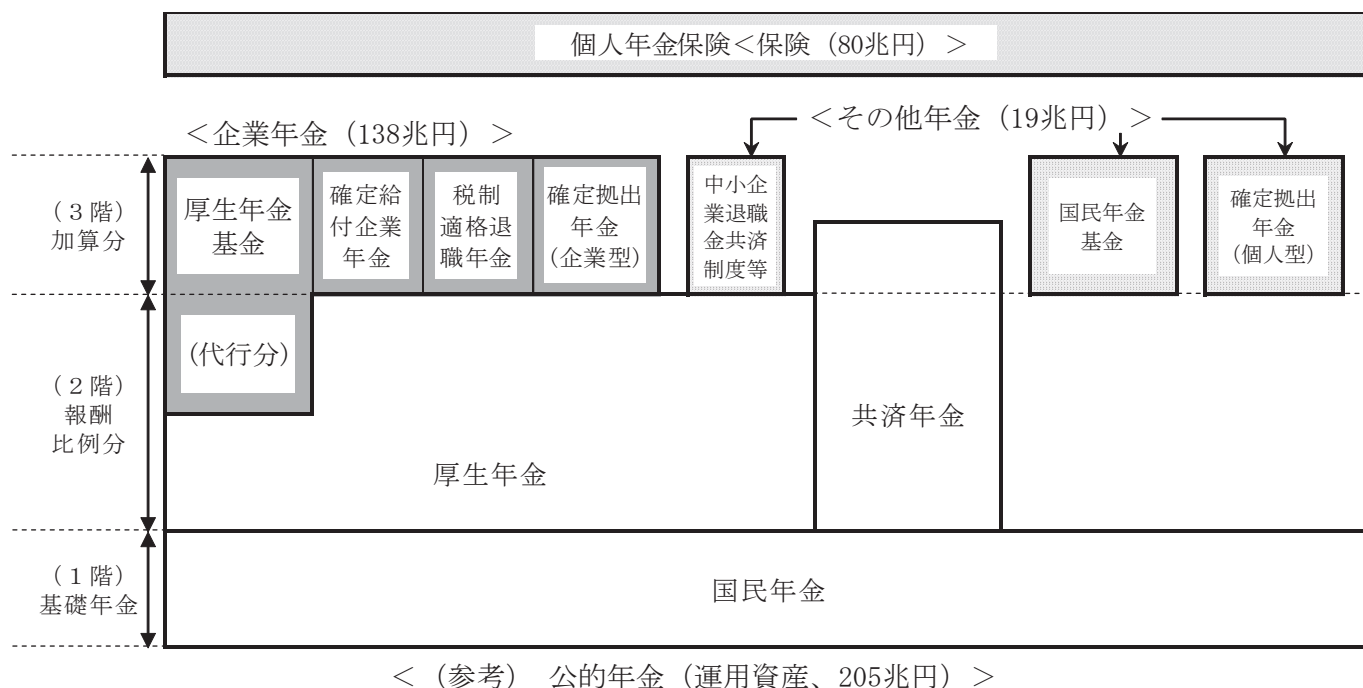 個人年金保険＜保険（80兆円）＞
＜企業年金（138兆円）＞
＜その他年金（19兆円）＞
（３階）
加算分
厚生年金
基金
確定給
付企業
年金
税制
適格退
職年金
確定拠出
年金
(企業型)
中小企
業退職
金共済
制度等
国民年金
基金
確定拠出
年金
(個人型)
（２階）
報酬
比例分
(代行分)
厚生年金
共済年金
（１階）
基礎年金
国民年金
＜（参考）　公的年金（運用資産、205兆円）＞